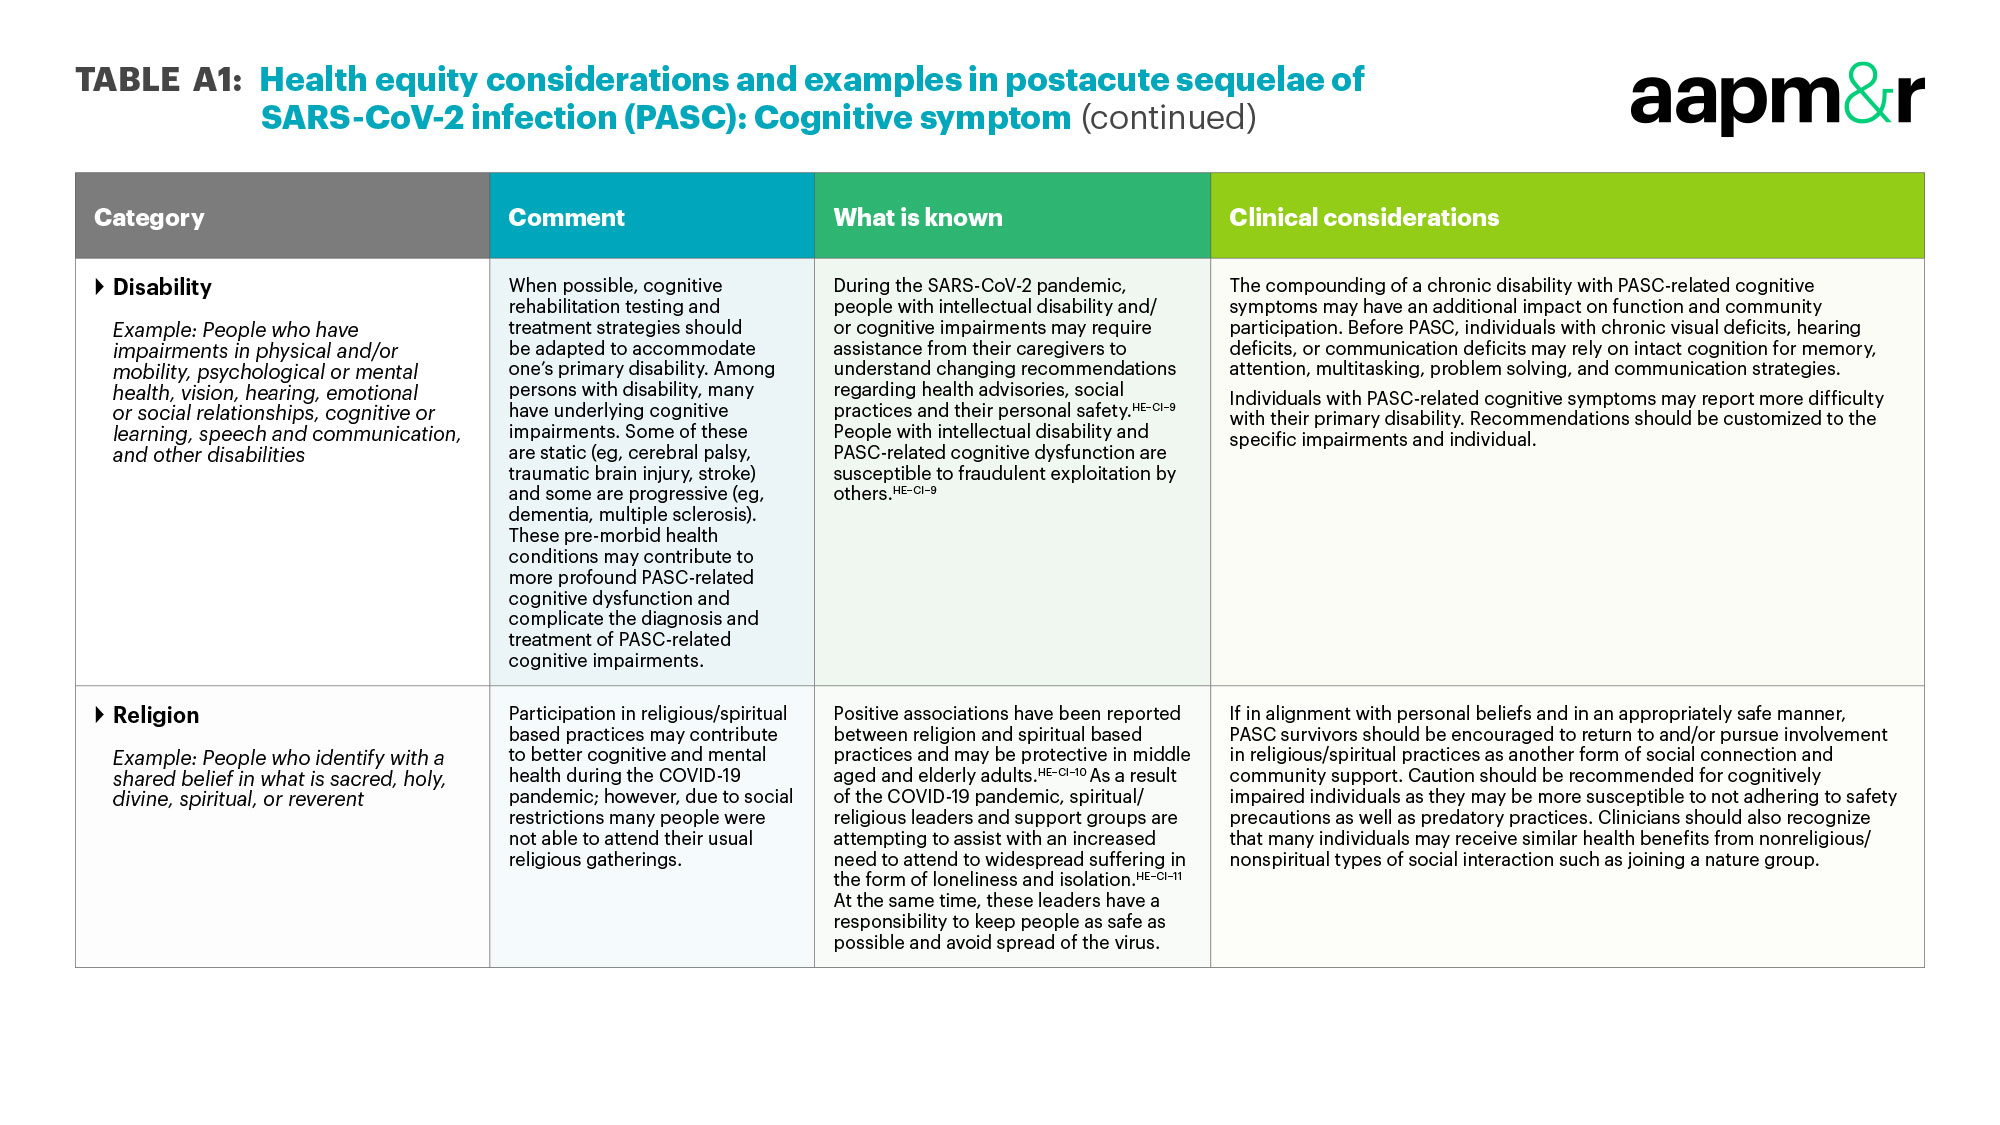 TABLE A1: Health equity considerations and examples in postacute sequelae of
SARS-CoV-2 infection (PASC): Cognitive symptom (continued)
aapm&r
Category
Comment
What is known
Clinical considerations
Disability
Example: People who have
impairments in physical and/or
mobility, psychological or mental
health, vision, hearing, emotional
or social relationships, cognitive or
learning, speech and communication,
and other disabilities
When possible, cognitive
rehabilitation testing and
treatment strategies should
be adapted to accommodate
one’s primary disability. Among
persons with disability, many
have underlying cognitive
impairments. Some of these
are static (eg, cerebral palsy,
traumatic brain injury, stroke)
and some are progressive (eg,
dementia, multiple sclerosis).
These pre-morbid health
conditions may contribute to
more profound PASC-related
cognitive dysfunction and
complicate the diagnosis and
treatment of PASC-related
cognitive impairments.
During the SARS-CoV-2 pandemic,
people with intellectual disability and/
or cognitive impairments may require
assistance from their caregivers to
understand changing recommendations
regarding health advisories, social
practices and their personal safety.HE–CI–9
People with intellectual disability and
PASC-related cognitive dysfunction are
susceptible to fraudulent exploitation by
others.HE–CI–9
The compounding of a chronic disability with PASC-related cognitive
symptoms may have an additional impact on function and community
participation. Before PASC, individuals with chronic visual deficits, hearing
deficits, or communication deficits may rely on intact cognition for memory,
attention, multitasking, problem solving, and communication strategies.
Individuals with PASC-related cognitive symptoms may report more difficulty
with their primary disability. Recommendations should be customized to the
specific impairments and individual.
Religion
Example: People who identify with a
shared belief in what is sacred, holy,
divine, spiritual, or reverent
Participation in religious/spiritual
based practices may contribute
to better cognitive and mental
health during the COVID-19
pandemic; however, due to social
restrictions many people were
not able to attend their usual
religious gatherings.
Positive associations have been reported
between religion and spiritual based
practices and may be protective in middle
aged and elderly adults.HE–CI–10 As a result
of the COVID-19 pandemic, spiritual/
religious leaders and support groups are
attempting to assist with an increased
need to attend to widespread suffering in
the form of loneliness and isolation.HE–CI–11
At the same time, these leaders have a
responsibility to keep people as safe as
possible and avoid spread of the virus.
If in alignment with personal beliefs and in an appropriately safe manner,
PASC survivors should be encouraged to return to and/or pursue involvement
in religious/spiritual practices as another form of social connection and
community support. Caution should be recommended for cognitively
impaired individuals as they may be more susceptible to not adhering to safety
precautions as well as predatory practices. Clinicians should also recognize
that many individuals may receive similar health benefits from nonreligious/
nonspiritual types of social interaction such as joining a nature group.